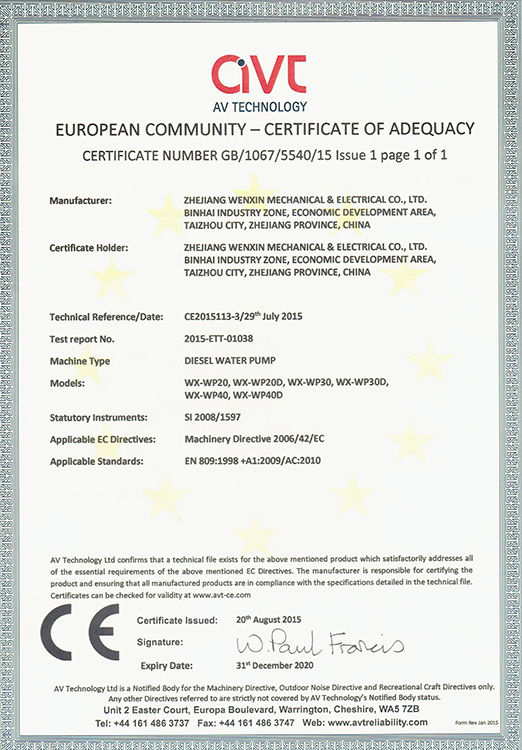 avt
AV TECHNOLOGY
EUROPEAN COMMUNITY – CERTIFICATE OF ADEQUACY
CERTIFICATE NUMBER GB/1067/5540/15 Issue 1 page 1 of 1
Manufacturer: ZHEJIANG WENXIN MECHANICAL & ELECTRICAL CO., LTD.
BINHAI INDUSTRY ZONE, ECONOMIC DEVELOPMENT AREA,
TAIZHOU CITY, ZHEJIANG PROVINCE, CHINA
Certificate Holder: ZHEJIANG WENXIN MECHANICAL & ELECTRICAL CO., LTD.
BINHAI INDUSTRY ZONE, ECONOMIC DEVELOPMENT AREA,
TAIZHOU CITY, ZHEJIANG PROVINCE, CHINA
Technical Reference/Date: CE2015113-3/29th July 2015
Test report No. 2015-ETT-01038
Machine Type DIESEL WATER PUMP
Models: WX-WP20, WX-WP20D, WX-WP30, WX-WP30D,
WX-WP40, WX-WP40D
Statutory Instruments: SI 2008/1597
Applicable EC Directives: Machinery Directive 2006/42/EC
Applicable Standards: EN 809:1998 +A1:2009/AC:2010
AV Technology Ltd confirms that a technical file exists for the above mentioned product which satisfactorily addresses all
of the essential requirements of the above mentioned EC Directives. The manufacturer is responsible for certifying the
product and ensuring that all manufactured products are in compliance with the specifications detailed in the technical file.
Certificates can be checked for validity at www.avt-ce.com
CE
Certificate Issued: 20th August 2015
Signature: W. Paul Francis
Expiry Date: 31st December 2020
AV Technology Ltd is a Notified Body for the Machinery Directive, Outdoor Noise Directive and Recreational Craft Directives only.
Any other Directives referred to are strictly not covered by AV Technology's Notified Body status.
Unit 2 Easter Court, Europa Boulevard, Warrington, Cheshire, WA5 7ZB
Tel: +44 161 486 3737 Fax: +44 161 486 3747 Web: www.avtreliability.com
Form Rev Jan 2015